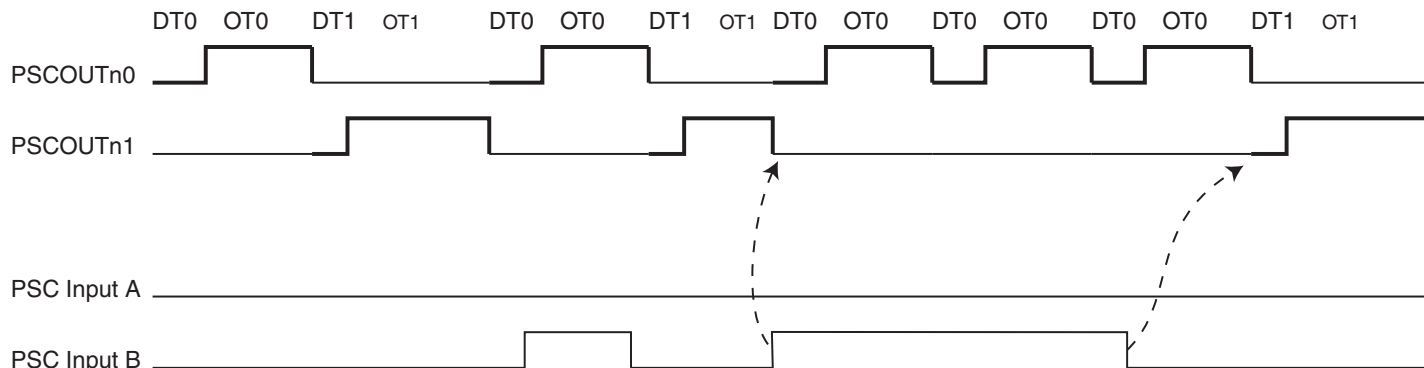 DT0 OT0 DT1 OT1 DT0 OT0 DT1 OT1 DT0 OT0 DT0 OT0 DT0 OT0 DT1 OT1
PSCOUTn0
PSCOUTn1
PSC Input A
PSC Input B